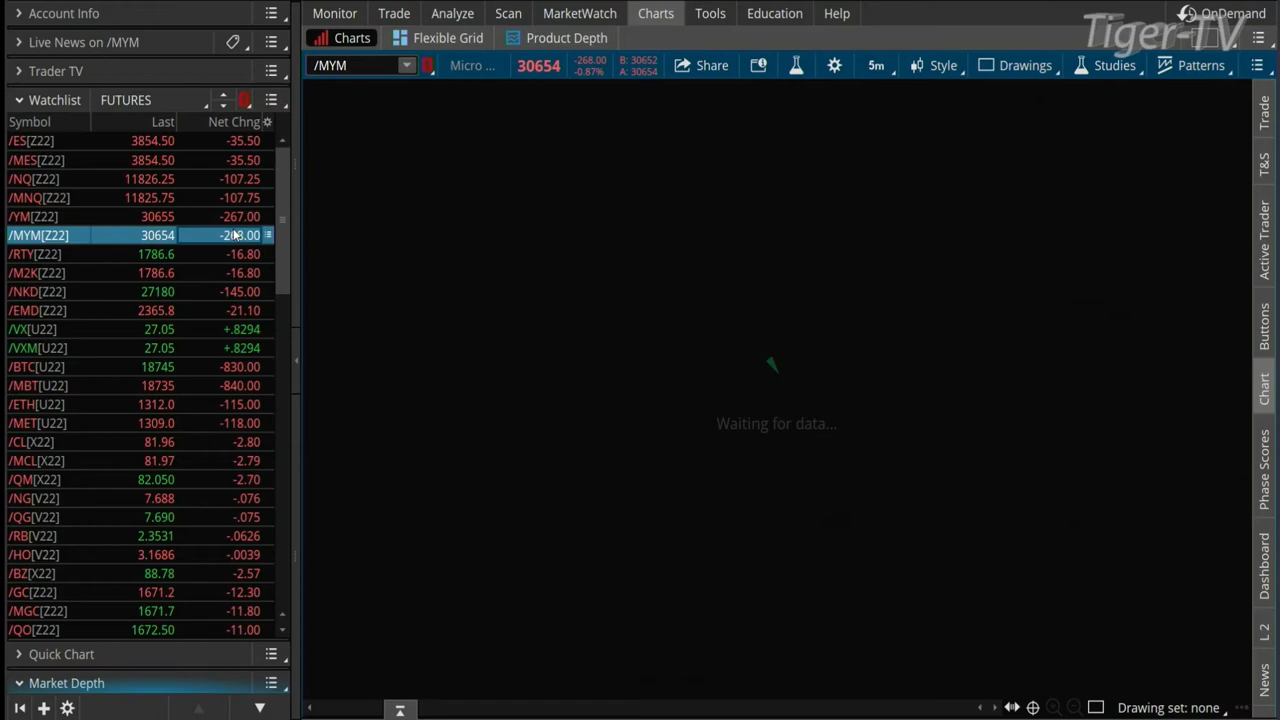 Account Info
Live News on /MYM
Trader TV
Watchlist FUTURES
Symbol Last Net Chng
/ES[Z22] 3854.50 -35.50
/MES[Z22] 3854.50 -35.50
/NQ[Z22] 11826.25 -107.25
/MNQ[Z22] 11825.75 -107.75
/YM[Z22] 30655 -267.00
/MYM[Z22] 30654 -268.00
/RTY[Z22] 1786.6 -16.80
/M2K[Z22] 1786.6 -16.80
/NKD[Z22] 27180 -145.00
/EMD[Z22] 2365.8 -21.10
/VX[U22] 27.05 +.8294
/VXM[U22] 27.05 +.8294
/BTC[U22] 18745 -830.00
/MBT[U22] 18735 -840.00
/ETH[U22] 1312.0 -115.00
/MET[U22] 1309.0 -118.00
/CL[X22] 81.96 -2.80
/MCL[X22] 81.97 -2.79
/QM[X22] 82.050 -2.70
/NG[V22] 7.688 -.076
/QG[V22] 7.690 -.075
/RB[V22] 2.3531 -.0626
/HO[V22] 3.1686 -.0039
/BZ[X22] 88.78 -2.57
/GC[Z22] 1671.2 -12.30
/MGC[Z22] 1671.7 -11.80
/QO[Z22] 1672.50 -11.00
Quick Chart
Market Depth
Monitor Trade Analyze Scan MarketWatch Charts Tools Education Help
OnDemand
Tiger-TV
Charts Flexible Grid Product Depth
/MYM Micro ... 30654 -268.00 B: 30652
-0.87% A: 30654
Share 5m Style Drawings Studies Patterns
Waiting for data...
Trade
T&S
Active Trader
Buttons
Chart
Phase Scores
Dashboard
L 2
News
Drawing set: none